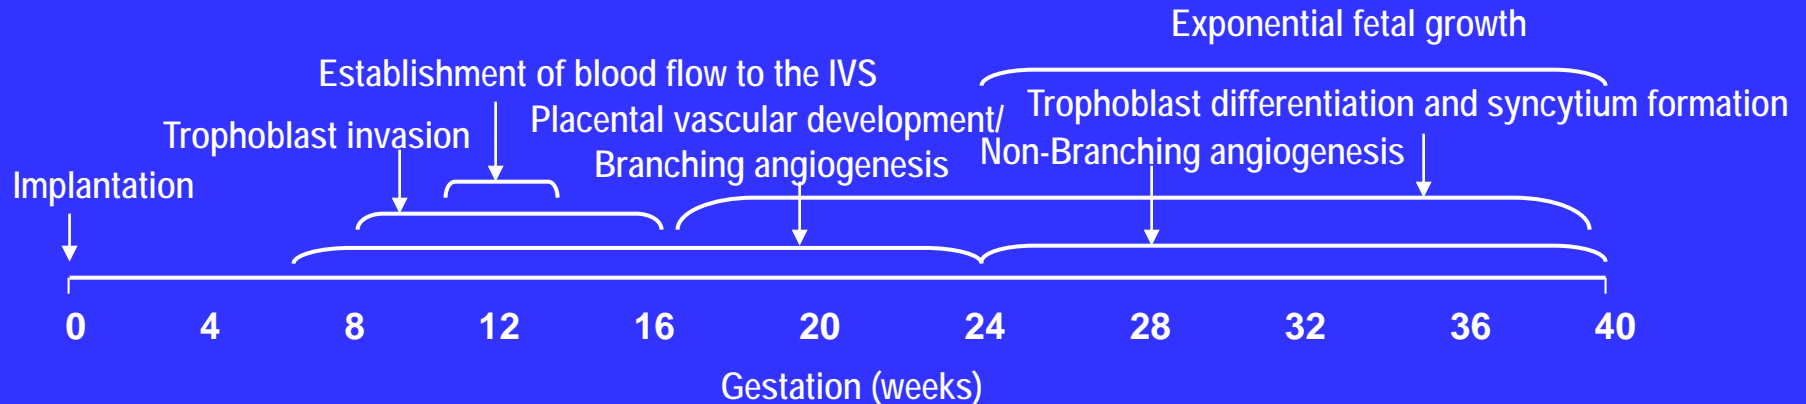 Exponential fetal growth
Establishment of blood flow to the IVS
Trophoblast differentiation and syncytium formation
Placental vascular development/
Branching angiogenesis
Trophoblast invasion
Non-Branching angiogenesis
Implantation
0 4 8 12 16 20 24 28 32 36 40
Gestation (weeks)